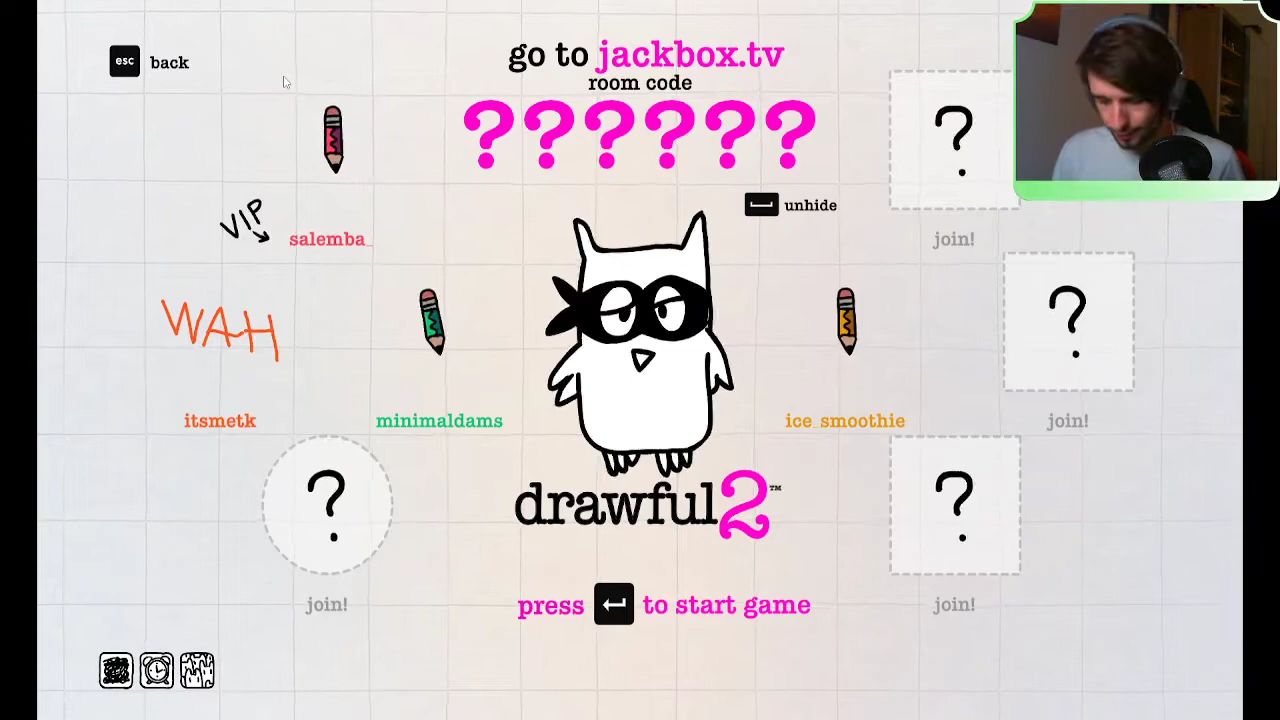 go to jackbox.tv
esc back
room code
??????
?
unhide
VIP
salemba_
join!
WAH
?
itsmetk
minimaldams
ice_smoothie
join!
?
?
drawful2™
join!
press to start game
join!